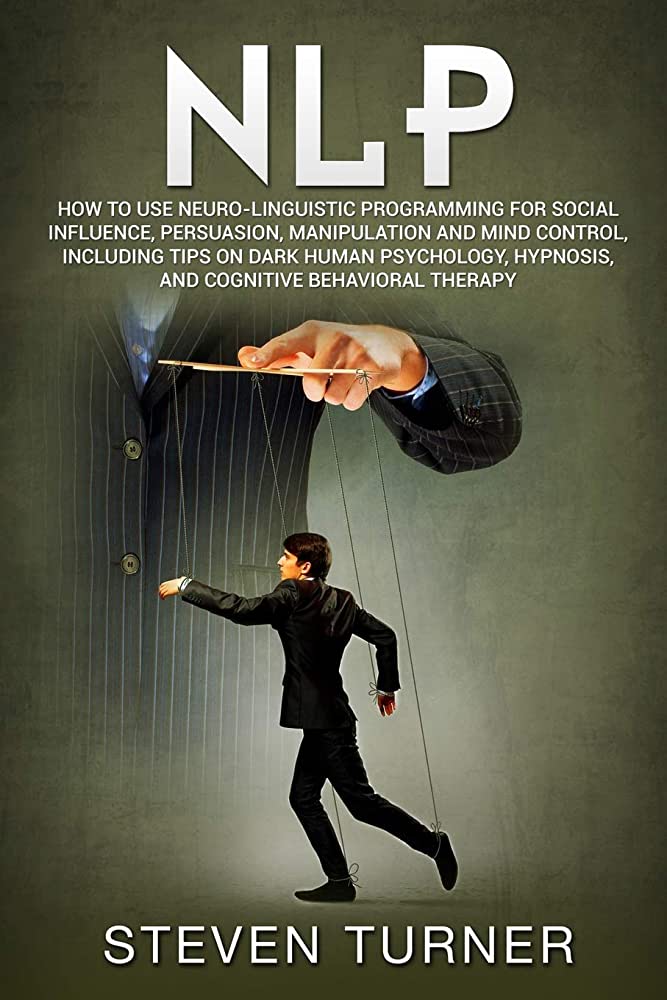 NLP
HOW TO USE NEURO-LINGUISTIC PROGRAMMING FOR SOCIAL
INFLUENCE, PERSUASION, MANIPULATION AND MIND CONTROL,
INCLUDING TIPS ON DARK HUMAN PSYCHOLOGY, HYPNOSIS,
AND COGNITIVE BEHAVIORAL THERAPY
STEVEN TURNER